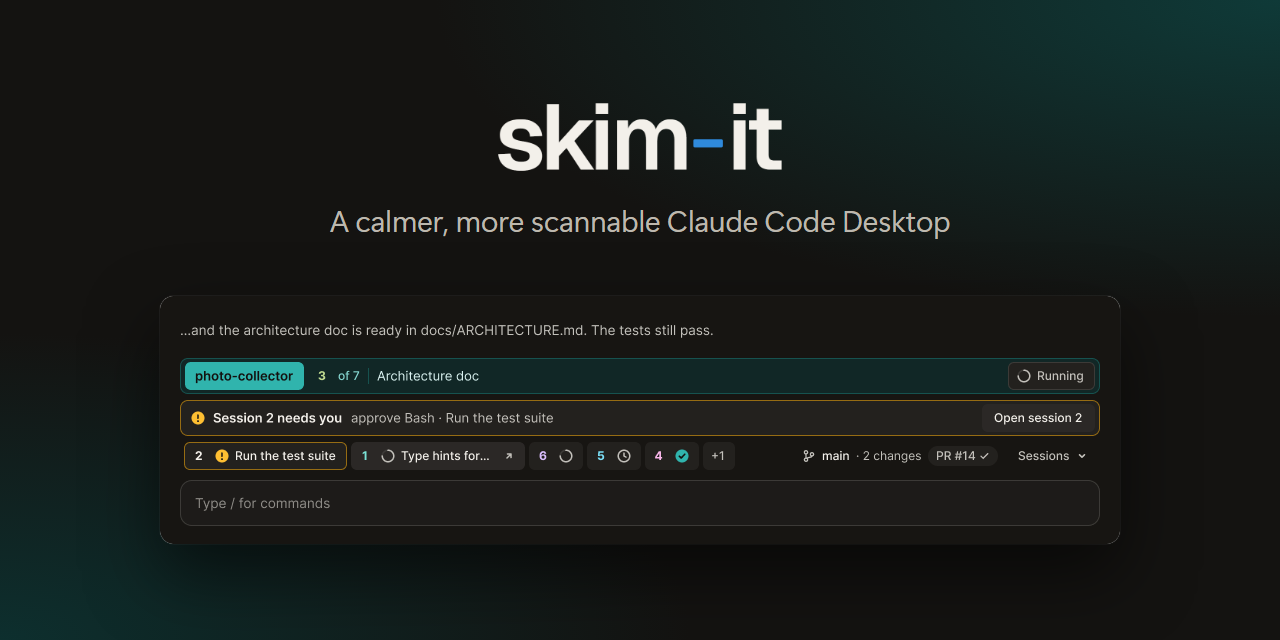 skim-it
A calmer, more scannable Claude Code Desktop
...and the architecture doc is ready in docs/ARCHITECTURE.md. The tests still pass.
photo-collector 3 of 7 Architecture doc Running
Session 2 needs you approve Bash · Run the test suite Open session 2
2 Run the test suite 1 Type hints for... 6 5 4 +1 main · 2 changes PR #14 ✓ Sessions
Type / for commands